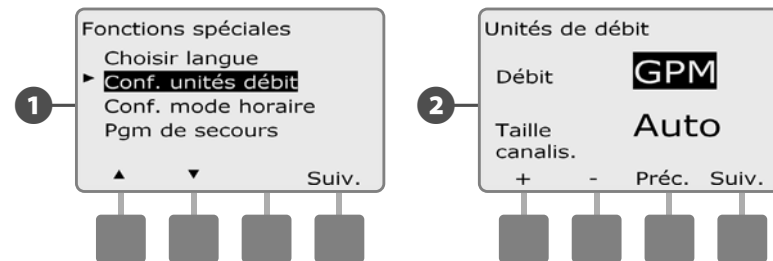 1
Fonctions spéciales
Choisir langue
► Conf. unités débit
Conf. mode horaire
Pgm de secours
▲ ▼ Suiv.
2
Unités de débit
Débit GPM
Taille canalis. Auto
+ - Préc. Suiv.